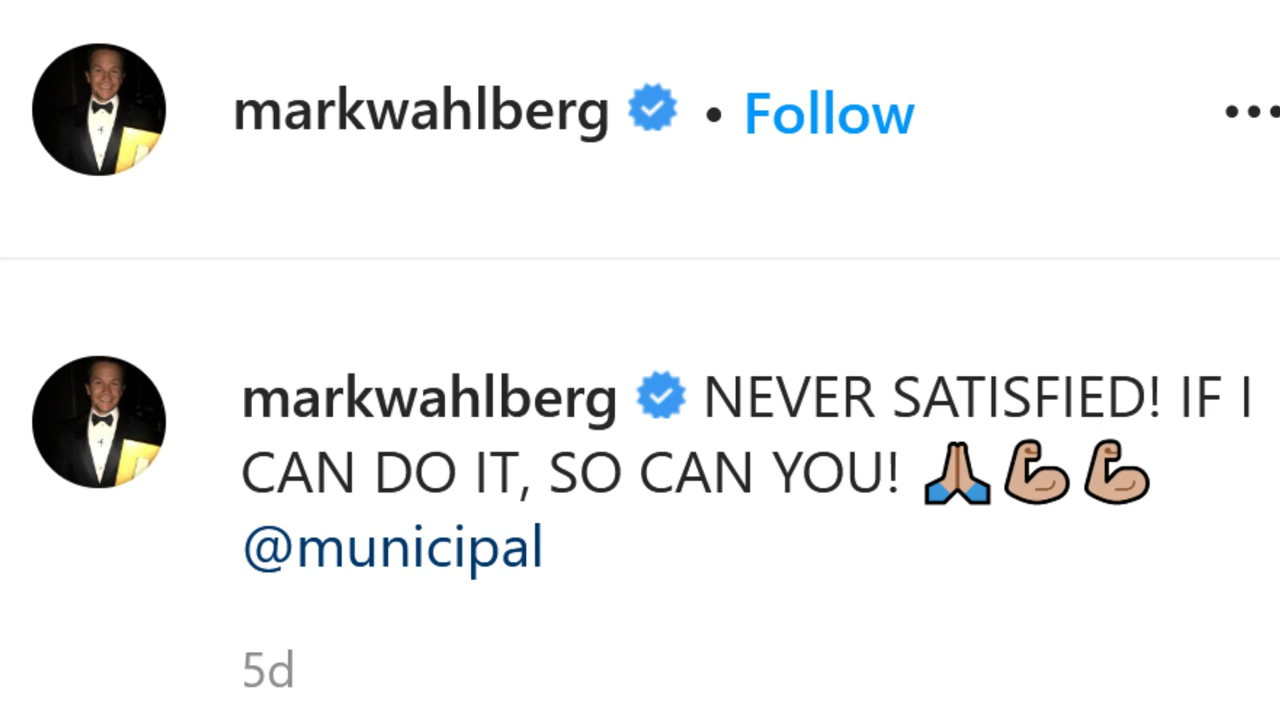 markwahlberg • Follow
markwahlberg NEVER SATISFIED! IF I
CAN DO IT, SO CAN YOU! 🙏🏽💪🏽💪🏽
@municipal
5d